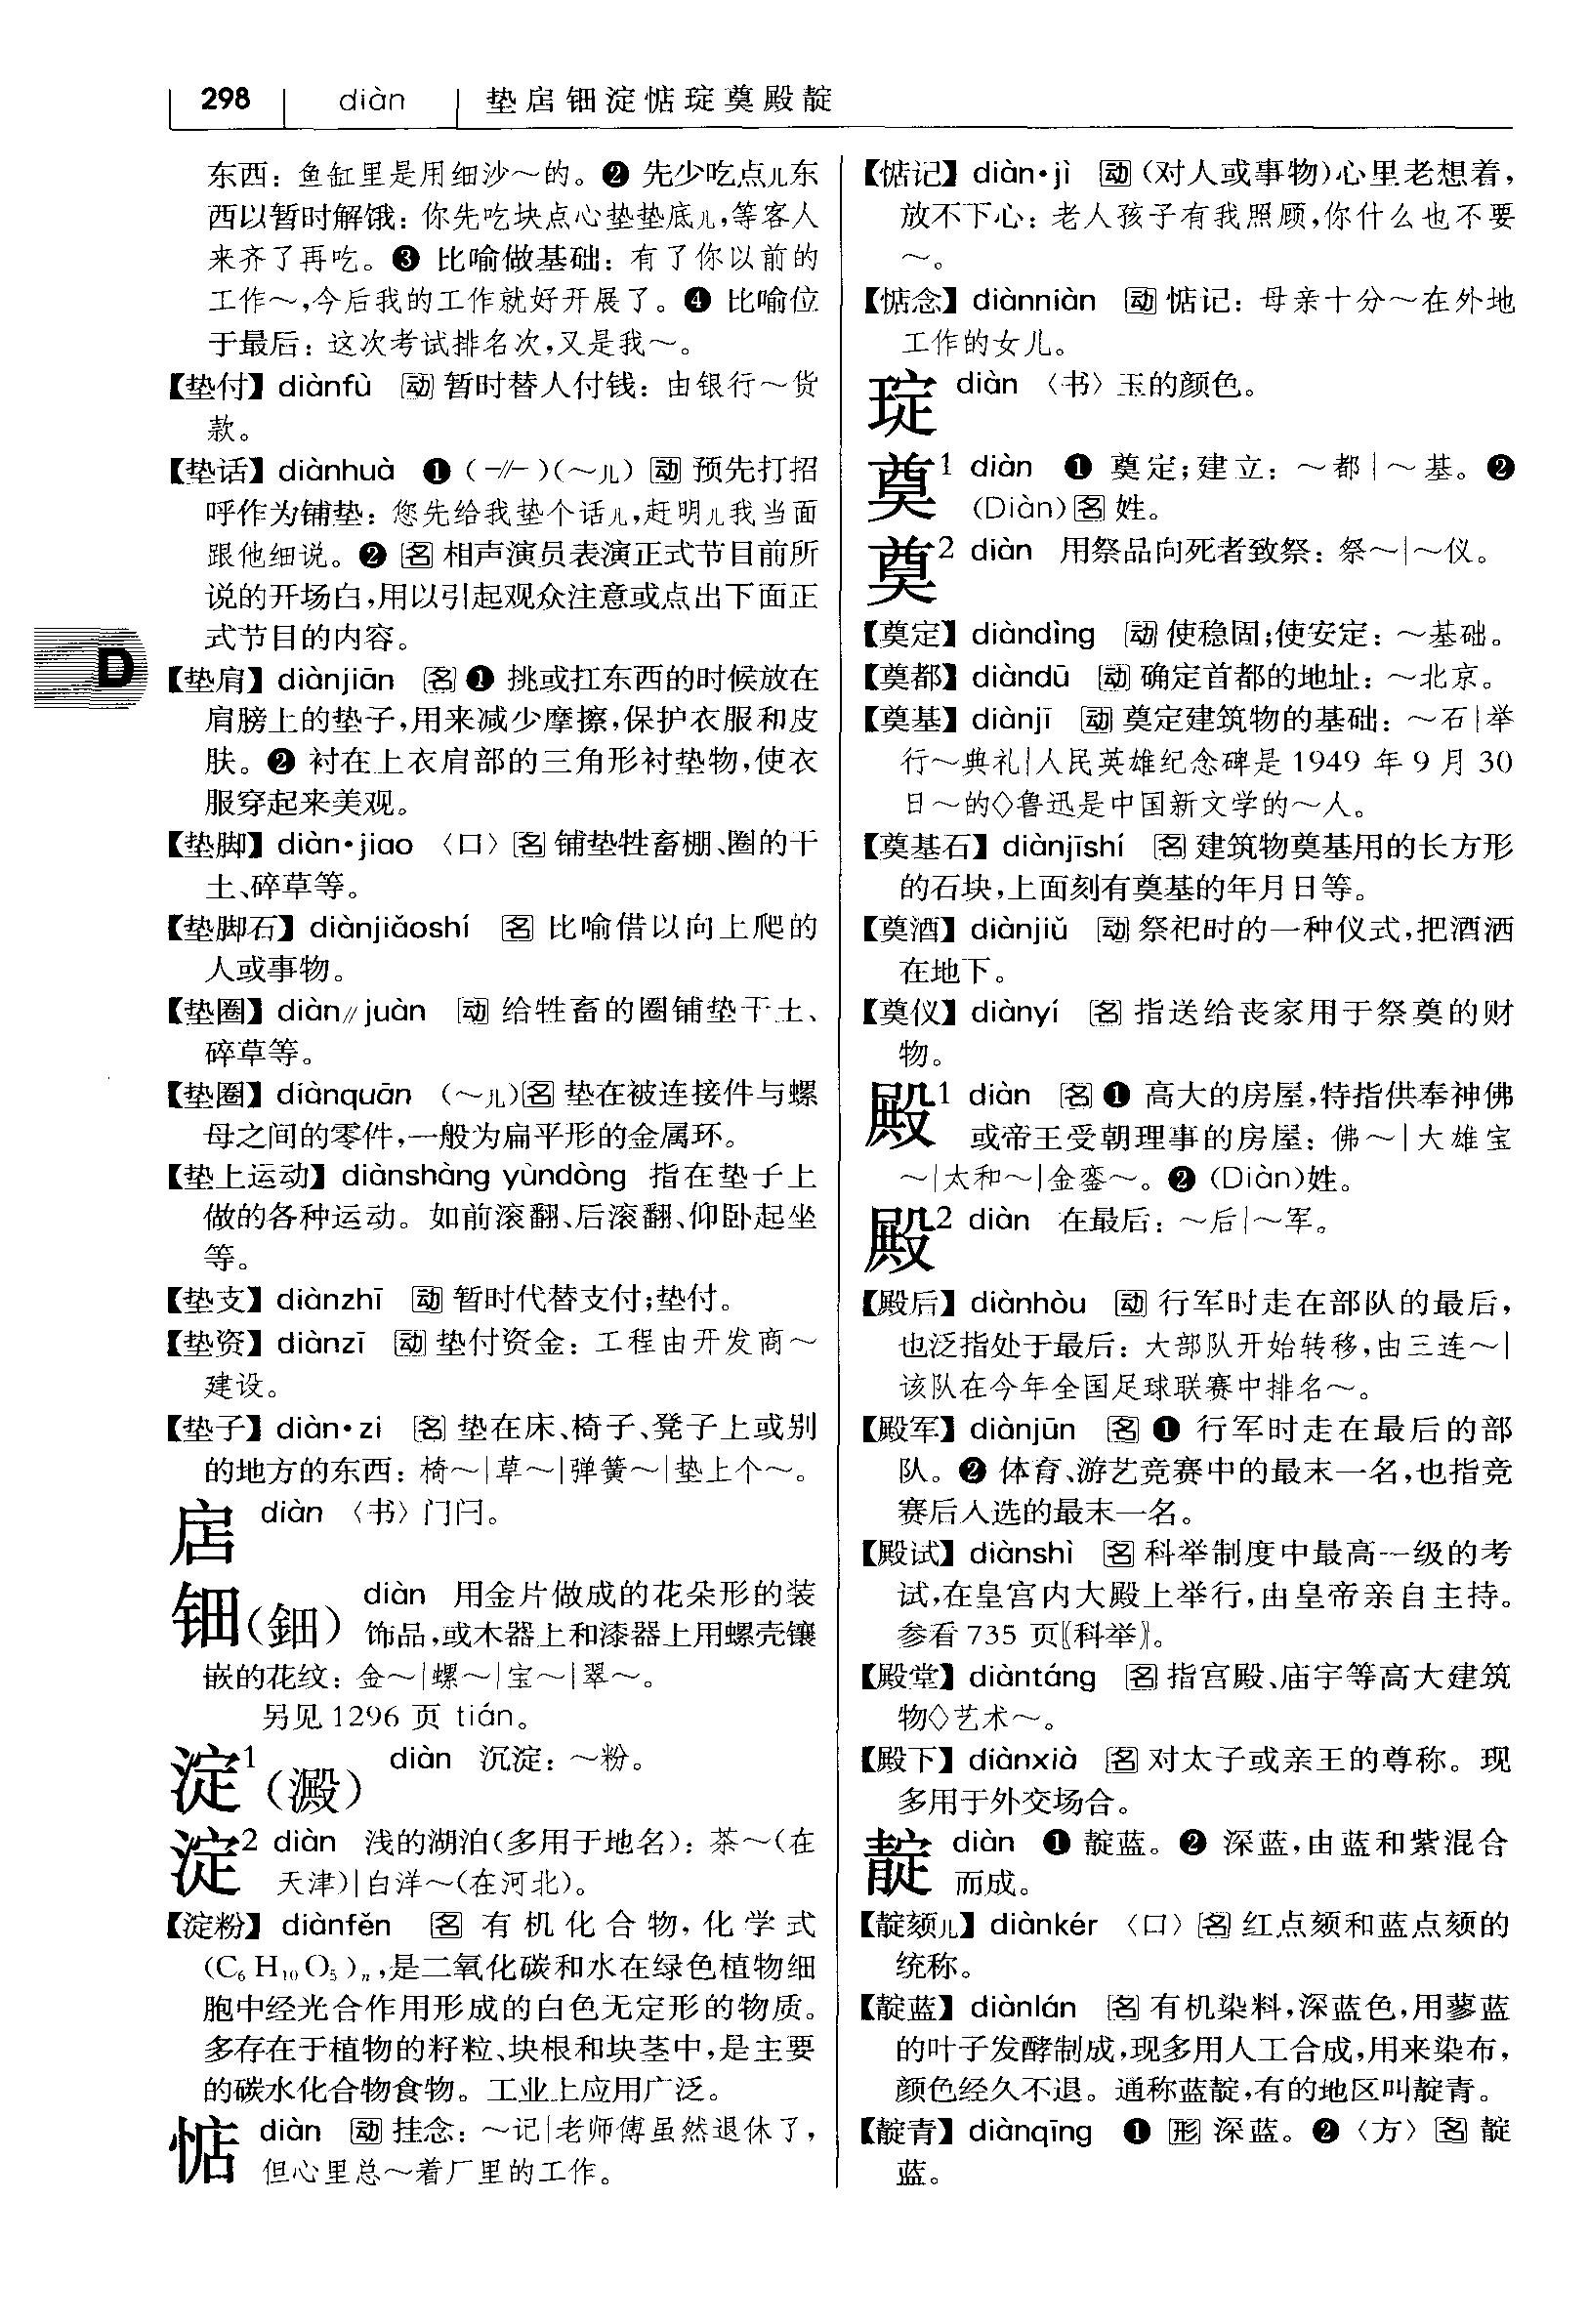 298 diàn 垫扂钿淀惦琔奠殿靛
东西：鱼缸里是用细沙～的。❷ 先少吃点儿东
西以暂时解饿：你先吃块点心垫垫底儿，等客人
来齐了再吃。❸ 比喻做基础：有了你以前的
工作～，今后我的工作就好开展了。❹ 比喻位
于最后：这次考试排名次，又是我～。
【垫付】diànfù 动 暂时替人付钱：由银行～货
款。
【垫话】diànhuà ❶（-//-）（～儿）动 预先打招
呼作为铺垫：您先给我垫个话儿，赶明儿我当面
跟他细说。❷ 名 相声演员表演正式节目前所
说的开场白，用以引起观众注意或点出下面正
式节目的内容。
【垫肩】diànjiān 名 ❶ 挑或扛东西的时候放在
肩膀上的垫子，用来减少摩擦，保护衣服和皮
肤。❷ 衬在上衣肩部的三角形衬垫物，使衣
服穿起来美观。
【垫脚】diàn•jiao 〈口〉名 铺垫牲畜棚、圈的干
土、碎草等。
【垫脚石】diànjiǎoshí 名 比喻借以向上爬的
人或事物。
【垫圈】diàn//juàn 动 给牲畜的圈铺垫干土、
碎草等。
【垫圈】diànquān （～儿）名 垫在被连接件与螺
母之间的零件，一般为扁平形的金属环。
【垫上运动】diànshàng yùndòng 指在垫子上
做的各种运动。如前滚翻、后滚翻、仰卧起坐
等。
【垫支】diànzhī 动 暂时代替支付；垫付。
【垫资】diànzī 动 垫付资金：工程由开发商～
建设。
【垫子】diàn•zi 名 垫在床、椅子、凳子上或别
的地方的东西：椅～|草～|弹簧～|垫上个～。
扂 diàn 〈书〉门闩。
钿（鈿） diàn 用金片做成的花朵形的装
饰品，或木器上和漆器上用螺壳镶
嵌的花纹：金～|螺～|宝～|翠～。
另见 1296 页 tián。
淀1（澱） diàn 沉淀：～粉。
淀2 diàn 浅的湖泊（多用于地名）：茶～（在
天津）|白洋～（在河北）。
【淀粉】diànfěn 名 有机化合物，化学式
(C₆H₁₀O₅)ₙ，是二氧化碳和水在绿色植物细
胞中经光合作用形成的白色无定形的物质。
多存在于植物的籽粒、块根和块茎中，是主要
的碳水化合物食物。工业上应用广泛。
惦 diàn 动 挂念：～记|老师傅虽然退休了，
但心里总～着厂里的工作。
【惦记】diàn•jì 动（对人或事物）心里老想着，
放不下心：老人孩子有我照顾，你什么也不要
～。
【惦念】diànniàn 动 惦记：母亲十分～在外地
工作的女儿。
琔 diàn 〈书〉玉的颜色。
奠1 diàn ❶ 奠定；建立：～都|～基。❷
（Diàn）名 姓。
奠2 diàn 用祭品向死者致祭：祭～|～仪。
【奠定】diàndìng 动 使稳固；使安定：～基础。
【奠都】diàndū 动 确定首都的地址：～北京。
【奠基】diànjī 动 奠定建筑物的基础：～石|举
行～典礼|人民英雄纪念碑是 1949 年 9 月 30
日～的◇鲁迅是中国新文学的～人。
【奠基石】diànjīshí 名 建筑物奠基用的长方形
的石块，上面刻有奠基的年月日等。
【奠酒】diànjiǔ 动 祭祀时的一种仪式，把酒洒
在地下。
【奠仪】diànyí 名 指送给丧家用于祭奠的财
物。
殿1 diàn 名 ❶ 高大的房屋，特指供奉神佛
或帝王受朝理事的房屋：佛～|大雄宝
～|太和～|金銮～。❷（Diàn）姓。
殿2 diàn 在最后：～后|～军。
【殿后】diànhòu 动 行军时走在部队的最后，
也泛指处于最后：大部队开始转移，由三连～|
该队在今年全国足球联赛中排名～。
【殿军】diànjūn 名 ❶ 行军时走在最后的部
队。❷ 体育、游艺竞赛中的最末一名，也指竞
赛后入选的最末一名。
【殿试】diànshì 名 科举制度中最高一级的考
试，在皇宫内大殿上举行，由皇帝亲自主持。
参看 735 页〖科举〗。
【殿堂】diàntáng 名 指宫殿、庙宇等高大建筑
物◇艺术～。
【殿下】diànxià 名 对太子或亲王的尊称。现
多用于外交场合。
靛 diàn ❶ 靛蓝。❷ 深蓝，由蓝和紫混合
而成。
【靛颏儿】diànkér 〈口〉名 红点颏和蓝点颏的
统称。
【靛蓝】diànlán 名 有机染料，深蓝色，用蓼蓝
的叶子发酵制成，现多用人工合成，用来染布，
颜色经久不退。通称蓝靛，有的地区叫靛青。
【靛青】diànqīng ❶ 形 深蓝。❷〈方〉名 靛
蓝。
D